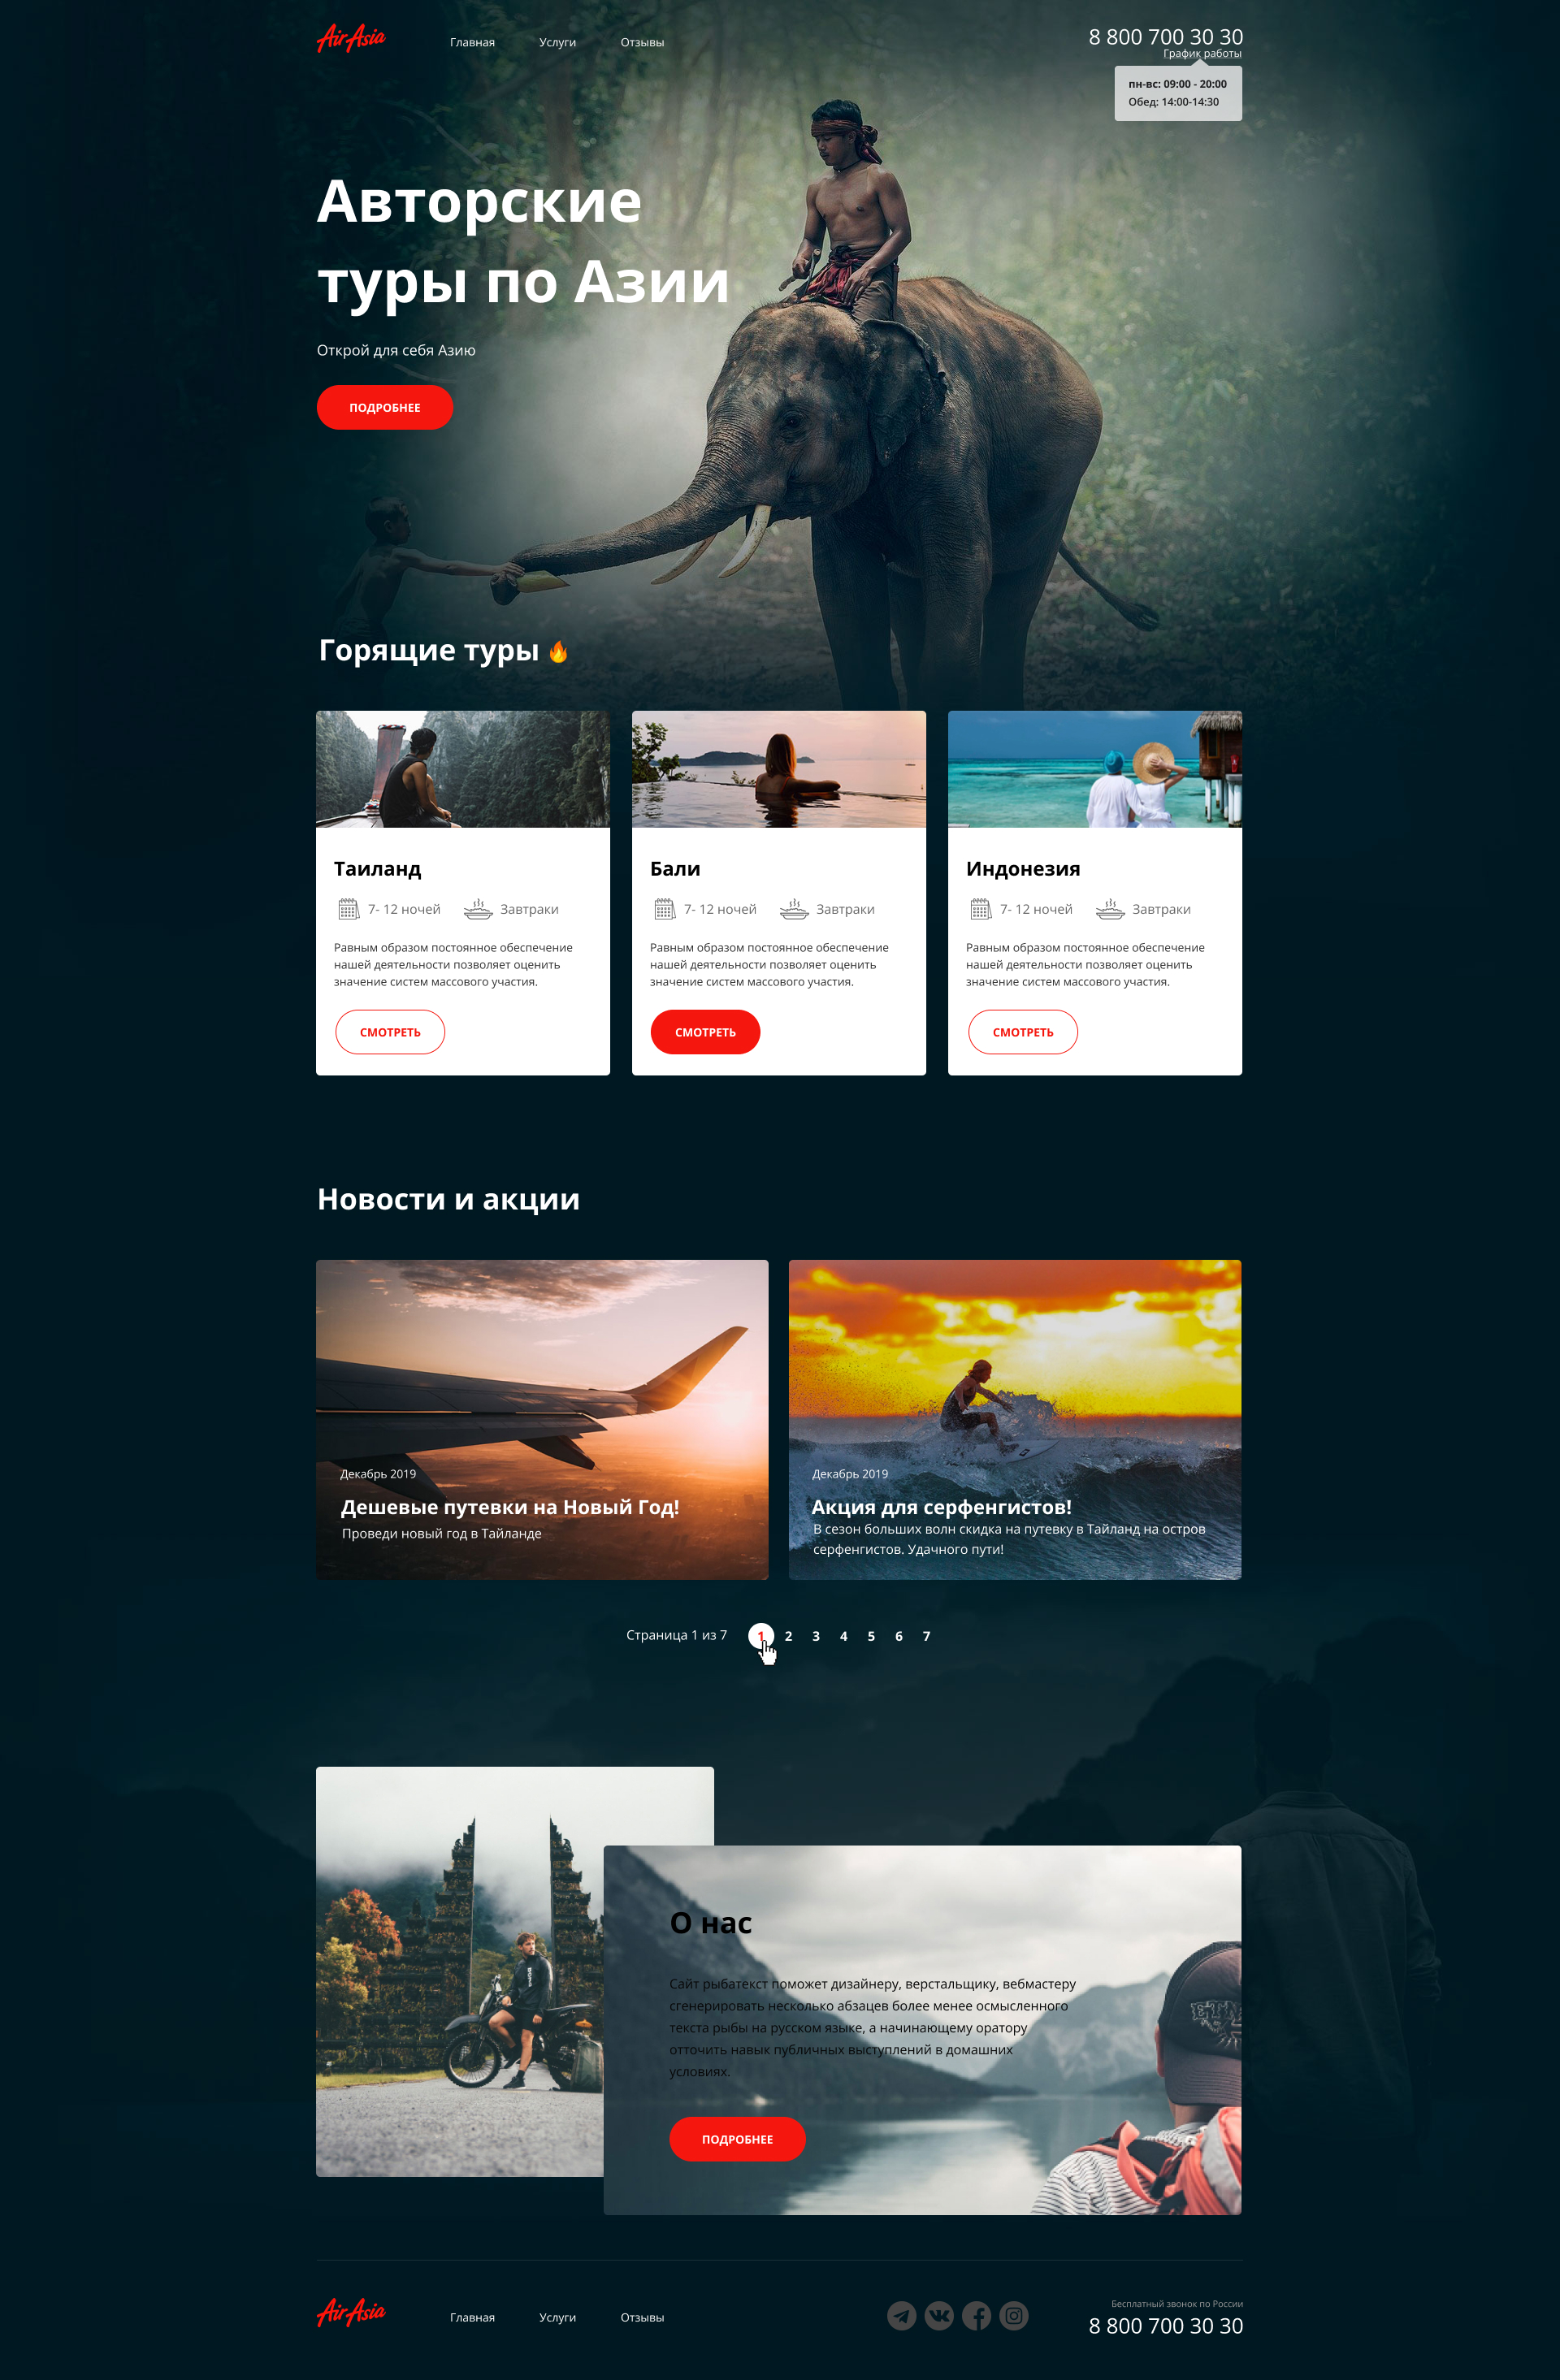 AirAsia
Главная
Услуги
Отзывы
8 800 700 30 30
График работы
пн-вс: 09:00 - 20:00
Обед: 14:00-14:30
Авторские
туры по Азии
Открой для себя Азию
ПОДРОБНЕЕ
Горящие туры
Таиланд
7- 12 ночей
Завтраки
Равным образом постоянное обеспечение
нашей деятельности позволяет оценить
значение систем массового участия.
СМОТРЕТЬ
Бали
7- 12 ночей
Завтраки
Равным образом постоянное обеспечение
нашей деятельности позволяет оценить
значение систем массового участия.
СМОТРЕТЬ
Индонезия
7- 12 ночей
Завтраки
Равным образом постоянное обеспечение
нашей деятельности позволяет оценить
значение систем массового участия.
СМОТРЕТЬ
Новости и акции
Декабрь 2019
Дешевые путевки на Новый Год!
Проведи новый год в Тайланде
Декабрь 2019
Акция для серфенгистов!
В сезон больших волн скидка на путевку в Тайланд на остров
серфенгистов. Удачного пути!
Страница 1 из 7
1 2 3 4 5 6 7
О нас
Сайт рыбатекст поможет дизайнеру, верстальщику, вебмастеру
сгенерировать несколько абзацев более менее осмысленного
текста рыбы на русском языке, а начинающему оратору
отточить навык публичных выступлений в домашних
условиях.
ПОДРОБНЕЕ
AirAsia
Главная
Услуги
Отзывы
Бесплатный звонок по России
8 800 700 30 30